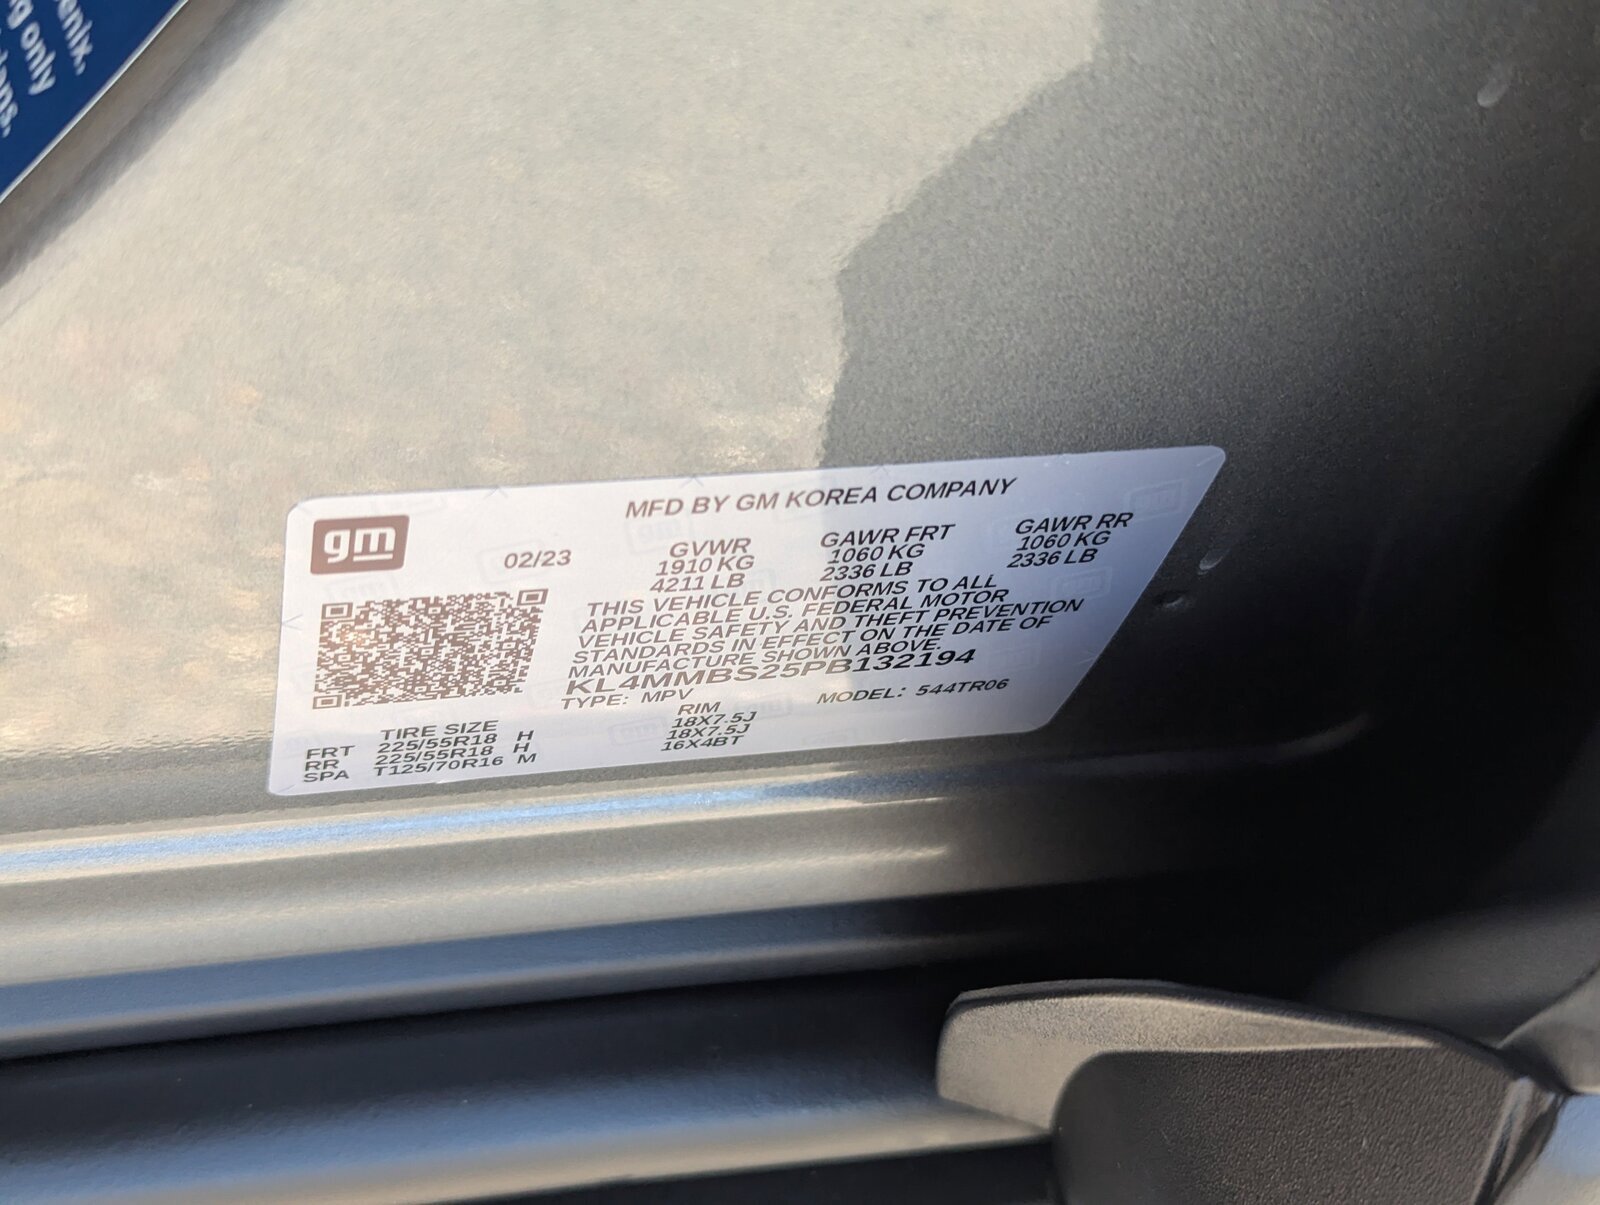 enix,
g only
ians,
gm
MFD BY GM KOREA COMPANY
02/23
GVWR GAWR FRT GAWR RR
1910 KG 1060 KG 1060 KG
4211 LB 2336 LB 2336 LB
THIS VEHICLE CONFORMS TO ALL
APPLICABLE U.S. FEDERAL MOTOR
VEHICLE SAFETY AND THEFT PREVENTION
STANDARDS IN EFFECT ON THE DATE OF
MANUFACTURE SHOWN ABOVE.
KL4MMBS25PB132194
TYPE: MPV MODEL: 544TR06
TIRE SIZE RIM
FRT 225/55R18 H 18X7.5J
RR 225/55R18 H 18X7.5J
SPA T125/70R16 M 16X4BT